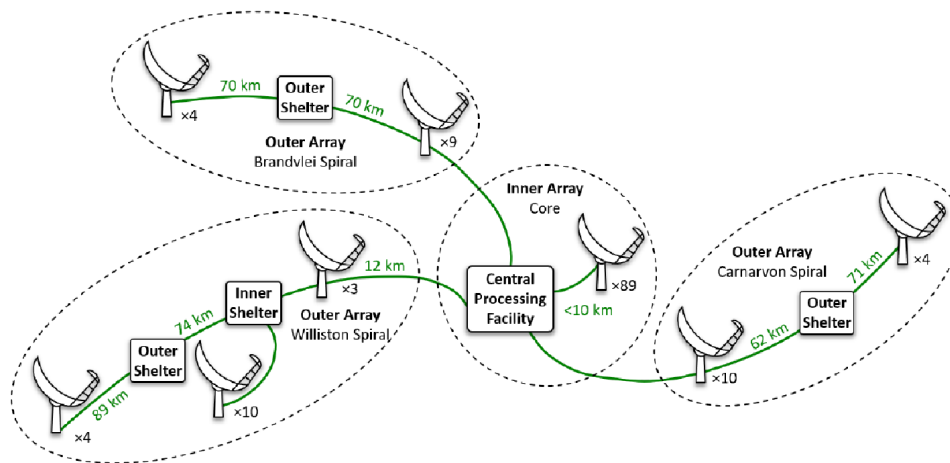 70 km
×4
Outer
Shelter
70 km
×9
Outer Array
Brandvlei Spiral
Inner Array
Core
×89
<10 km
Central
Processing
Facility
Outer Array
Carnarvon Spiral
71 km
×4
Outer
Shelter
62 km
×10
12 km
×3
Inner
Shelter
Outer Array
Williston Spiral
74 km
Outer
Shelter
×10
89 km
×4